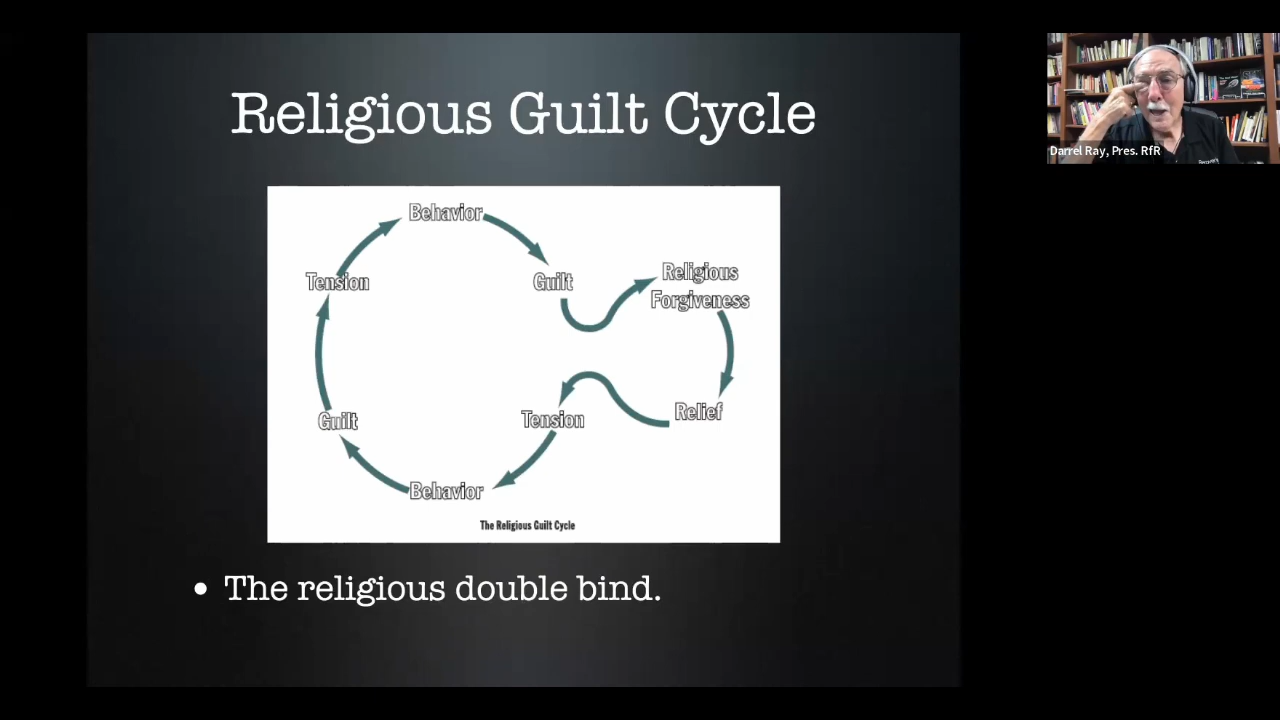 Religious Guilt Cycle
Behavior
Tension
Guilt
Religious
Forgiveness
Guilt
Tension
Relief
Behavior
The Religious Guilt Cycle
• The religious double bind.
Darrel Ray, Pres. RfR